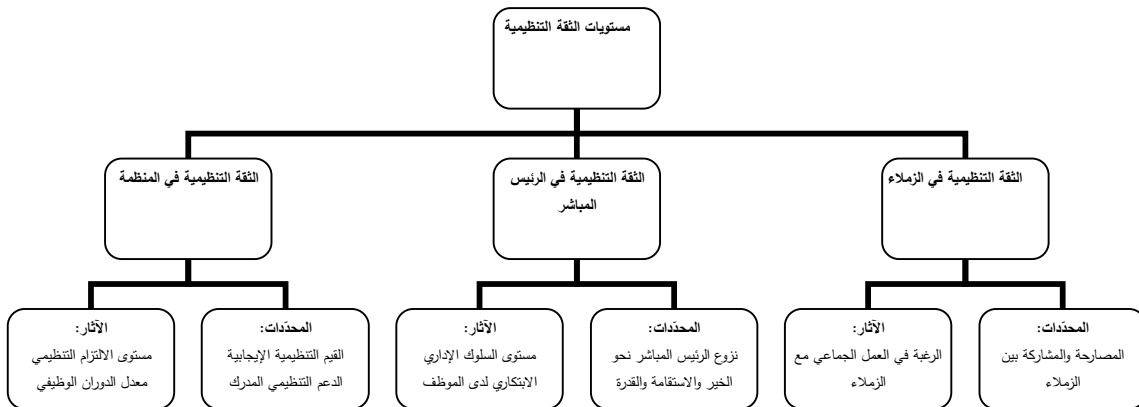 مستويات الثقة التنظيمية
الثقة التنظيمية في الزملاء
الثقة التنظيمية في الرئيس
المباشر
الثقة التنظيمية في المنظمة
المحدّدات:
المصارحة والمشاركة بين
الزملاء
الآثار:
الرغبة في العمل الجماعي مع
الزملاء
المحدّدات:
نزوع الرئيس المباشر نحو
الخير والاستقامة والقدرة
الآثار:
مستوى السلوك الإداري
الابتكاري لدى الموظف
المحدّدات:
القيم التنظيمية الإيجابية
الدعم التنظيمي المدرك
الآثار:
مستوى الالتزام التنظيمي
معدل الدوران الوظيفي